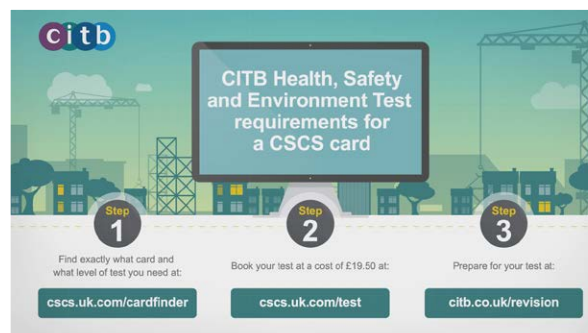 citb
CITB Health, Safety
and Environment Test
requirements for
a CSCS card
Step
1
Find exactly what card and
what level of test you need at:
cscs.uk.com/cardfinder
Step
2
Book your test at a cost of £19.50 at:
cscs.uk.com/test
Step
3
Prepare for your test at:
citb.co.uk/revision